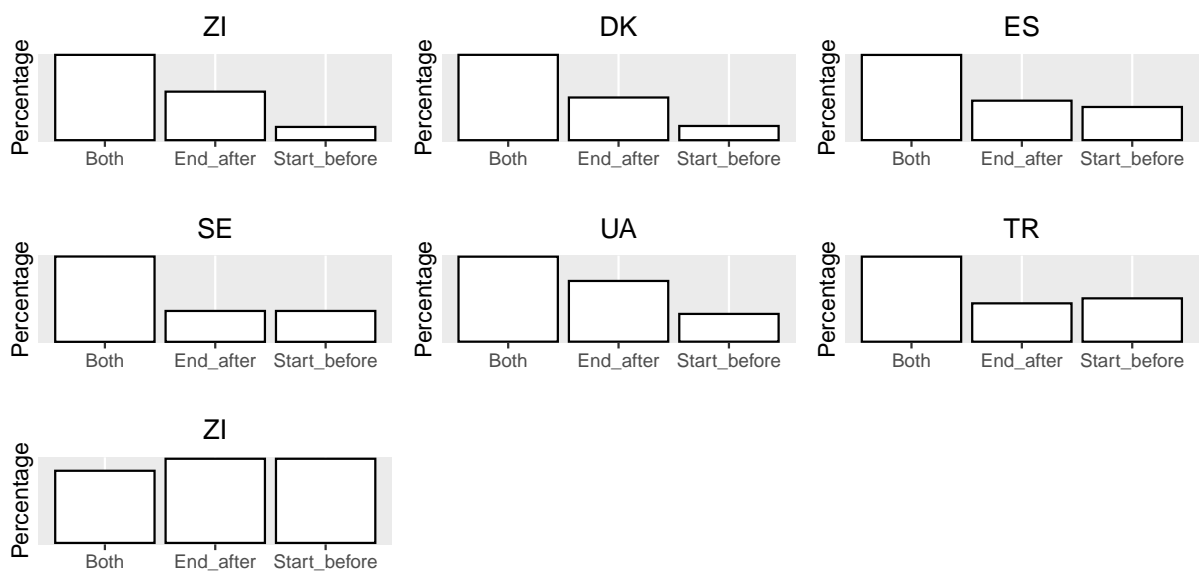 ZI
Percentage
Both End_after Start_before
DK
Percentage
Both End_after Start_before
ES
Percentage
Both End_after Start_before
SE
Percentage
Both End_after Start_before
UA
Percentage
Both End_after Start_before
TR
Percentage
Both End_after Start_before
ZI
Percentage
Both End_after Start_before